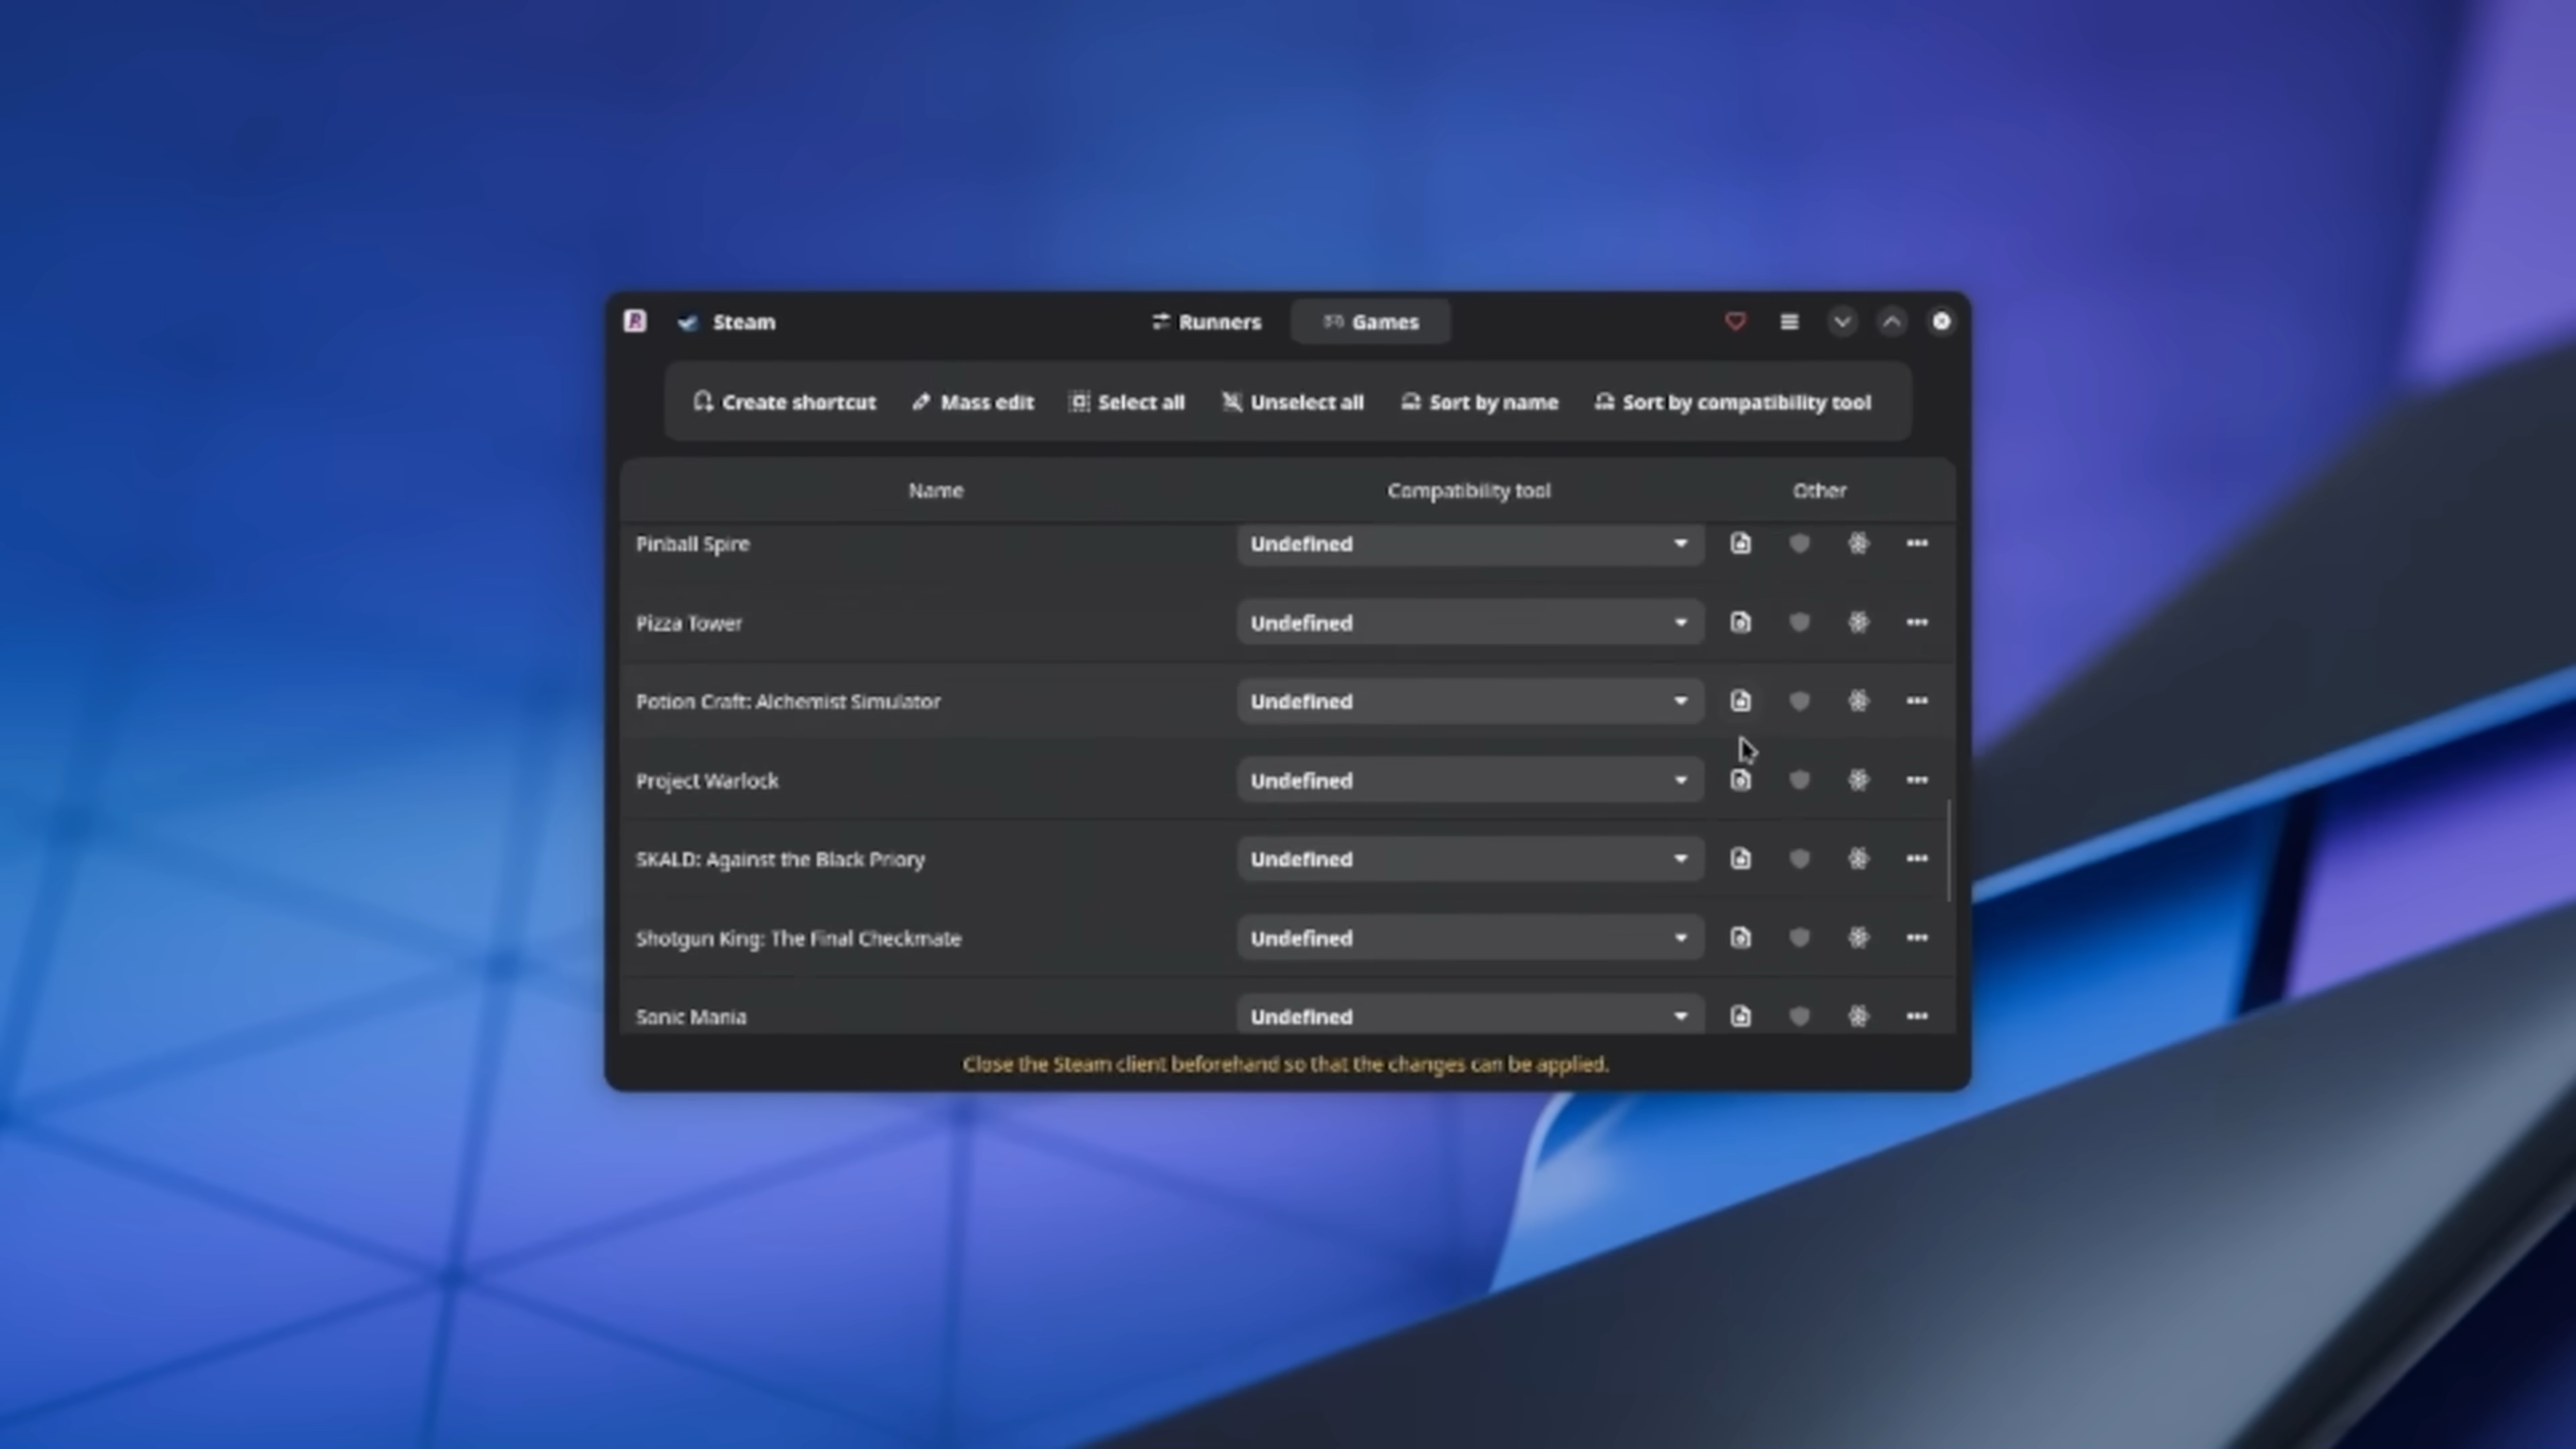 Steam Runners Games
Create shortcut Mass edit Select all Unselect all Sort by name Sort by compatibility tool
Name Compatibility tool Other
Pinball Spire Undefined
Pizza Tower Undefined
Potion Craft: Alchemist Simulator Undefined
Project Warlock Undefined
SKALD: Against the Black Priory Undefined
Shotgun King: The Final Checkmate Undefined
Sonic Mania Undefined
Close the Steam client beforehand so that the changes can be applied.